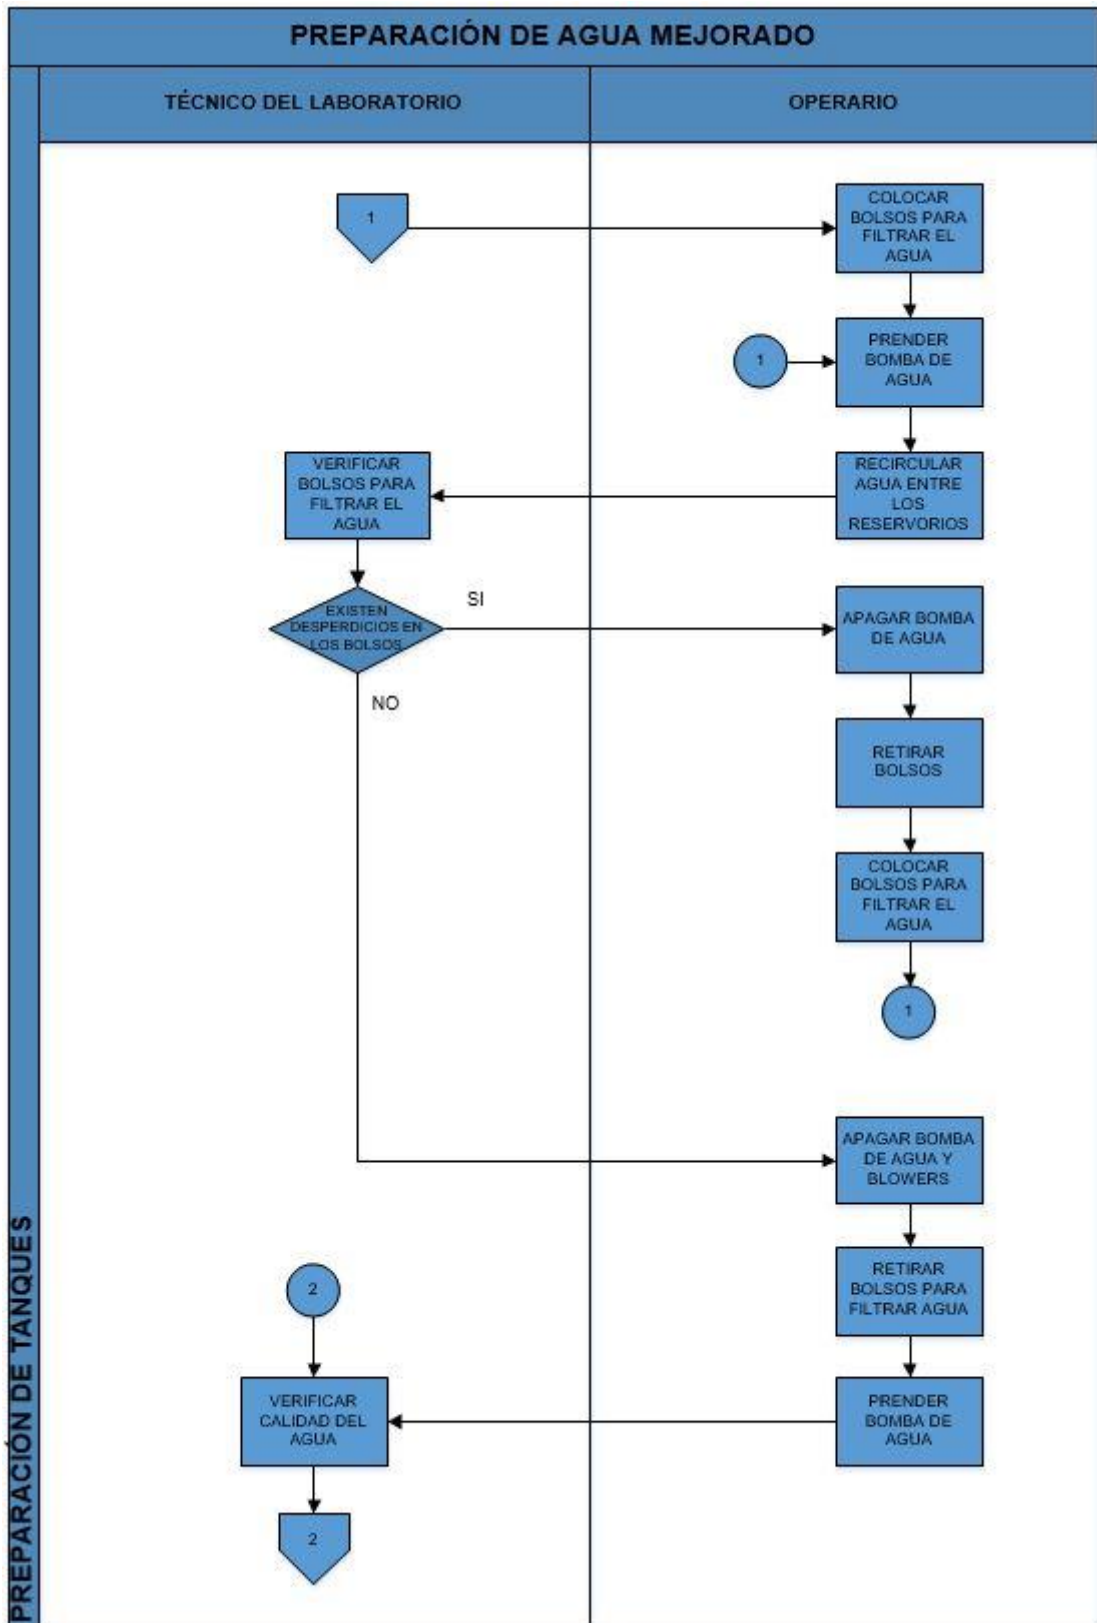 PREPARACIÓN DE AGUA MEJORADO
TÉCNICO DEL LABORATORIO
OPERARIO
PREPARACIÓN DE TANQUES
1
COLOCAR
BOLSOS PARA
FILTRAR EL
AGUA
1
PRENDER
BOMBA DE
AGUA
VERIFICAR
BOLSOS PARA
FILTRAR EL
AGUA
RECIRCULAR
AGUA ENTRE
LOS
RESERVORIOS
EXISTEN
DESPERDICIOS EN
LOS BOLSOS
SI
NO
APAGAR BOMBA
DE AGUA
RETIRAR
BOLSOS
COLOCAR
BOLSOS PARA
FILTRAR EL
AGUA
1
APAGAR BOMBA
DE AGUA Y
BLOWERS
RETIRAR
BOLSOS PARA
FILTRAR AGUA
2
VERIFICAR
CALIDAD DEL
AGUA
PRENDER
BOMBA DE
AGUA
2